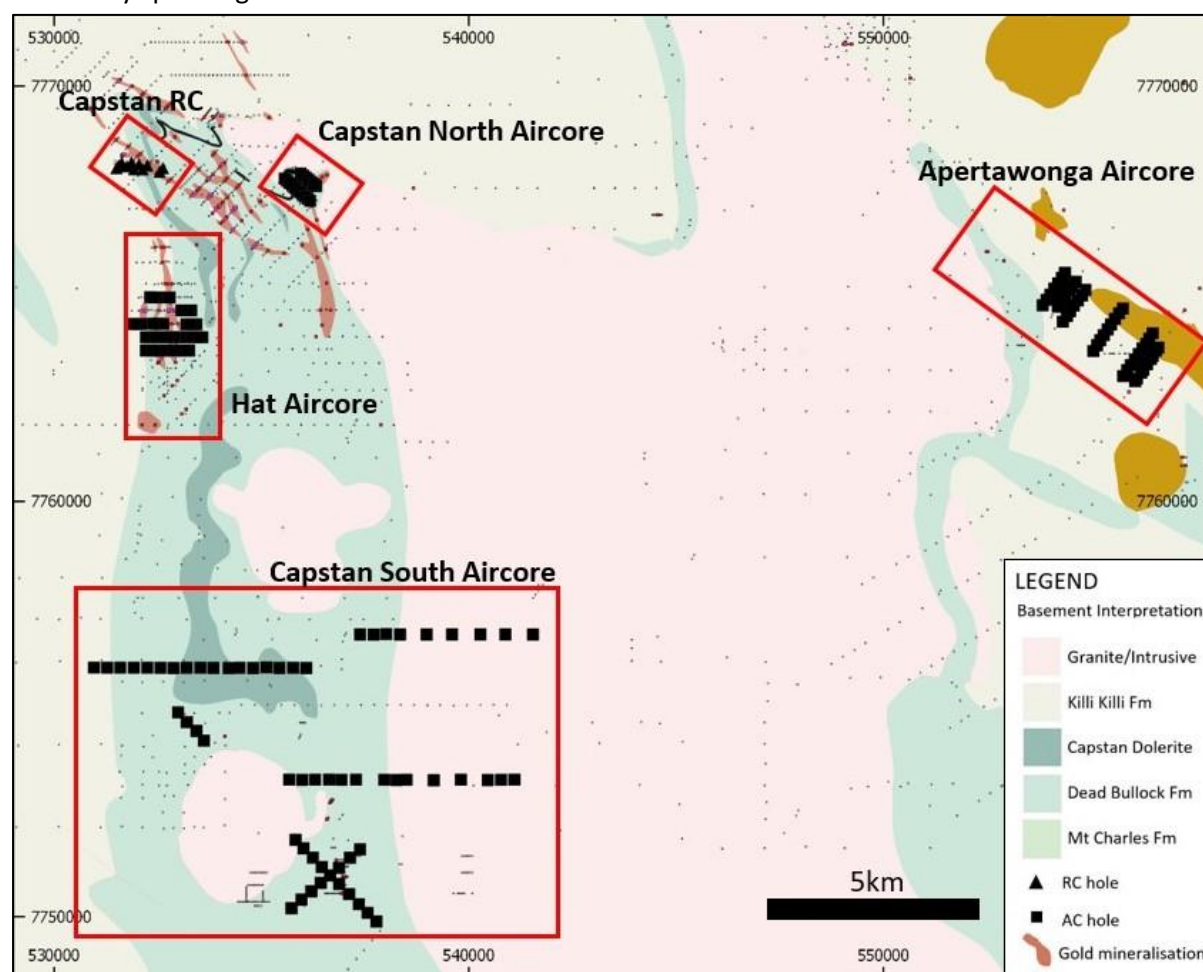 530000 540000 550000
7770000 7770000
Capstan RC
Capstan North Aircore
Apertawonga Aircore
Hat Aircore
7760000 7760000
Capstan South Aircore
LEGEND
Basement Interpretation
Granite/Intrusive
Killi Killi Fm
Capstan Dolerite
Dead Bullock Fm
Mt Charles Fm
RC hole
AC hole
Gold mineralisation
5km
7750000
530000 540000 550000